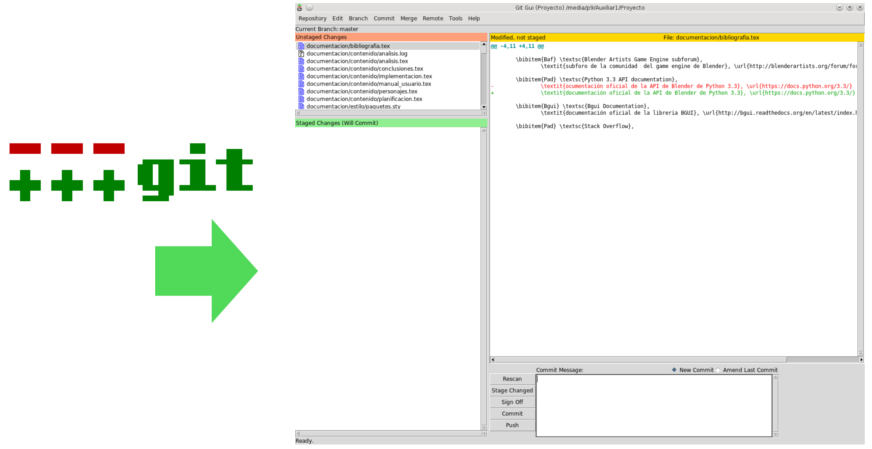 git
Git Gui (Proyecto) /media/pli/Auxiliar1/Proyecto
Repository Edit Branch Commit Merge Remote Tools Help
Current Branch: master
Unstaged Changes
documentacion/bibliografia.tex
documentacion/contenido/analisis.log
documentacion/contenido/analisis.tex
documentacion/contenido/conclusiones.tex
documentacion/contenido/implementacion.tex
documentacion/contenido/manual_usuario.tex
documentacion/contenido/personajes.tex
documentacion/contenido/planificacion.tex
documentacion/estilo/paquetes.sty
Staged Changes (Will Commit)
Modified, not staged File: documentacion/bibliografia.tex
@@ -4,11 +4,11 @@
\bibitem{Baf} \textsc{Blender Artists Game Engine subforum},
\textit{subforo de la comunidad  del game engine de Blender}, \url{http://blenderartists.org/forum/fo
\bibitem{Pad} \textsc{Python 3.3 API documentation},
- \textit{cumentación oficial de la API de Blender de Python 3.3}, \url{https://docs.python.org/3.3/}
+ \textit{documentación oficial de la API de Blender de Python 3.3}, \url{https://docs.python.org/3.3/}
\bibitem{Bgui} \textsc{Bgui Documentation},
\textit{documentación oficial de la libreria BGUI}, \url{http://bgui.readthedocs.org/en/latest/index.h
\bibitem{Pad} \textsc{Stack Overflow},
Commit Message: New Commit Amend Last Commit
Rescan
Stage Changed
Sign Off
Commit
Push
Ready.